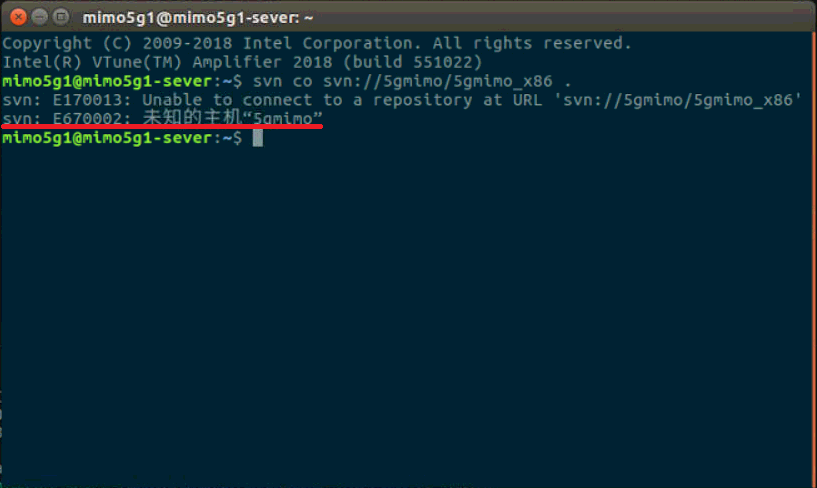 mimo5g1@mimo5g1-sever: ~
Copyright (C) 2009-2018 Intel Corporation. All rights reserved.
Intel(R) VTune(TM) Amplifier 2018 (build 551022)
mimo5g1@mimo5g1-sever:~$ svn co svn://5gmimo/5gmimo_x86 .
svn: E170013: Unable to connect to a repository at URL 'svn://5gmimo/5gmimo_x86'
svn: E670002: 未知的主机“5gmimo”
mimo5g1@mimo5g1-sever:~$